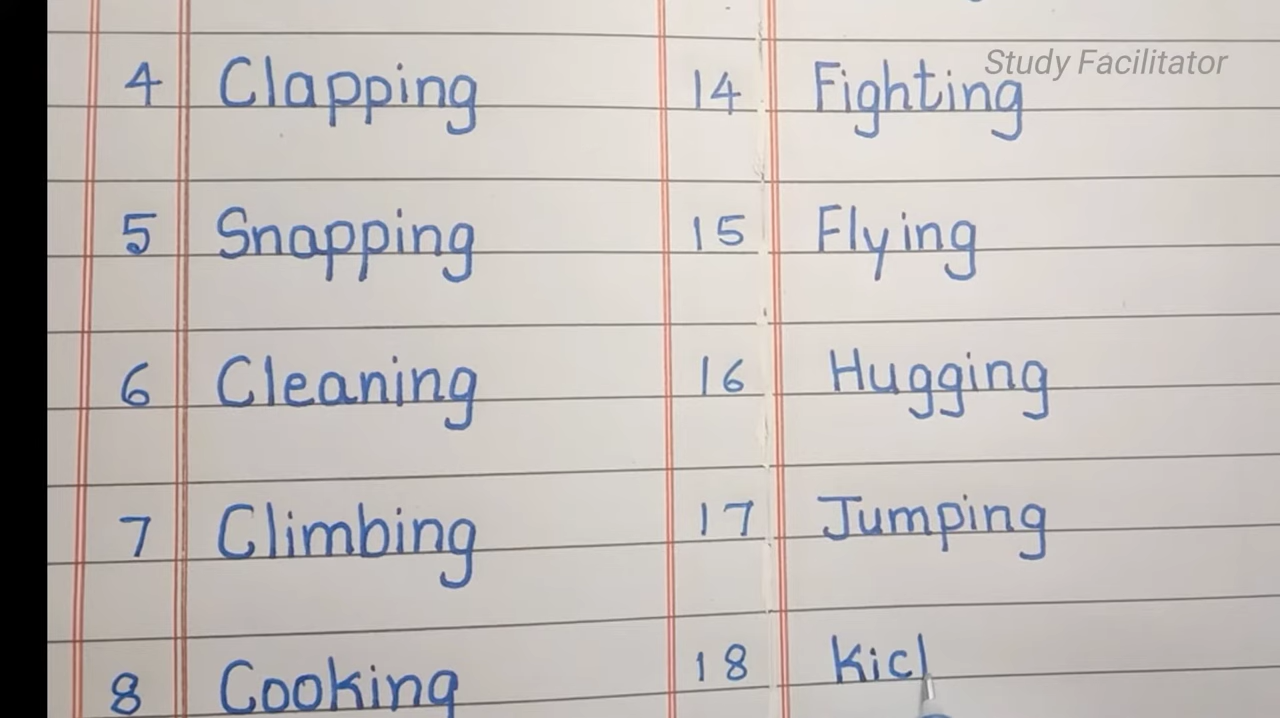 Study Facilitator
4 Clapping 14 Fighting
5 Snapping 15 Flying
6 Cleaning 16 Hugging
7 Climbing 17 Jumping
8 Cooking 18